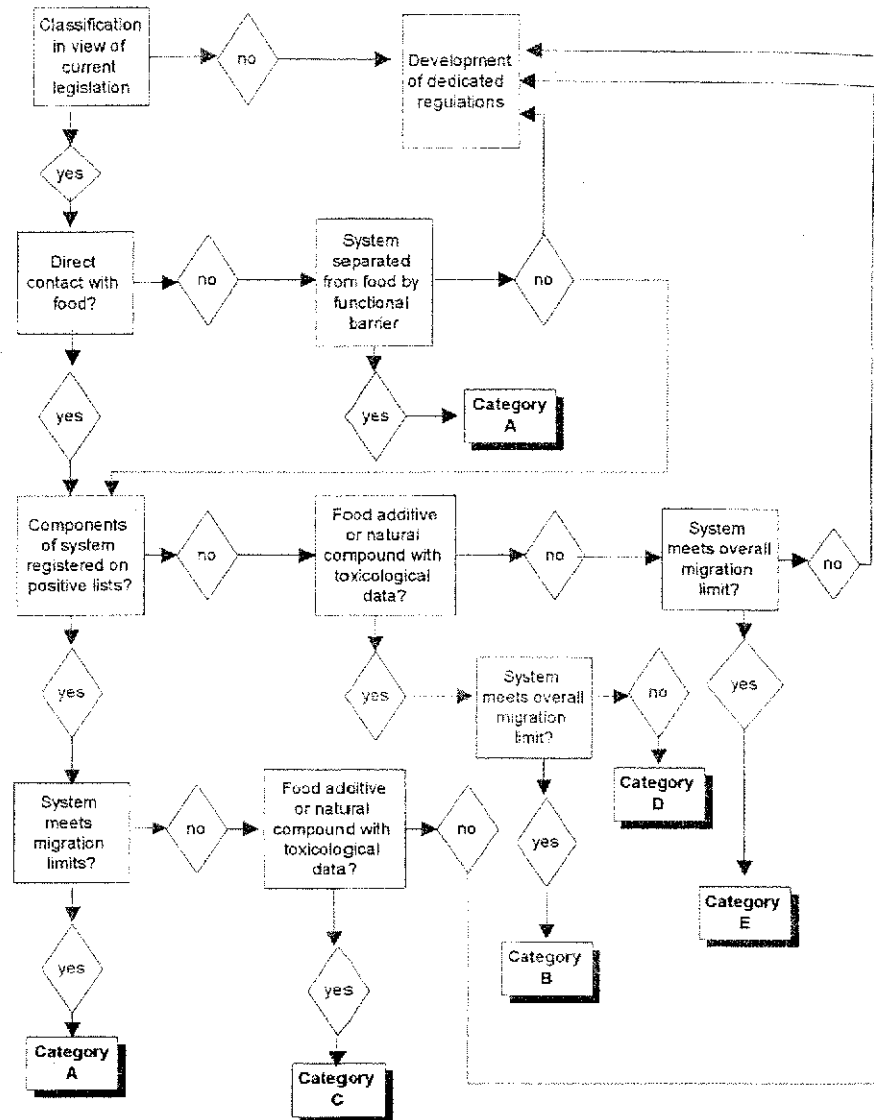 Classification
in view of
current
legislation
no
Development
of dedicated
regulations
yes
Direct
contact with
food?
no
System
separated
from food by
functional
barrier
no
yes
yes
Category
A
Components
of system
registered on
positive lists?
no
Food additive
or natural
compound with
toxicological
data?
no
System
meets overall
migration
limit?
no
yes
yes
System
meets overall
migration
limit?
no
yes
Category
D
System
meets
migration
limits?
no
Food additive
or natural
compound with
toxicological
data?
no
yes
Category
E
yes
yes
Category
B
Category
A
Category
C